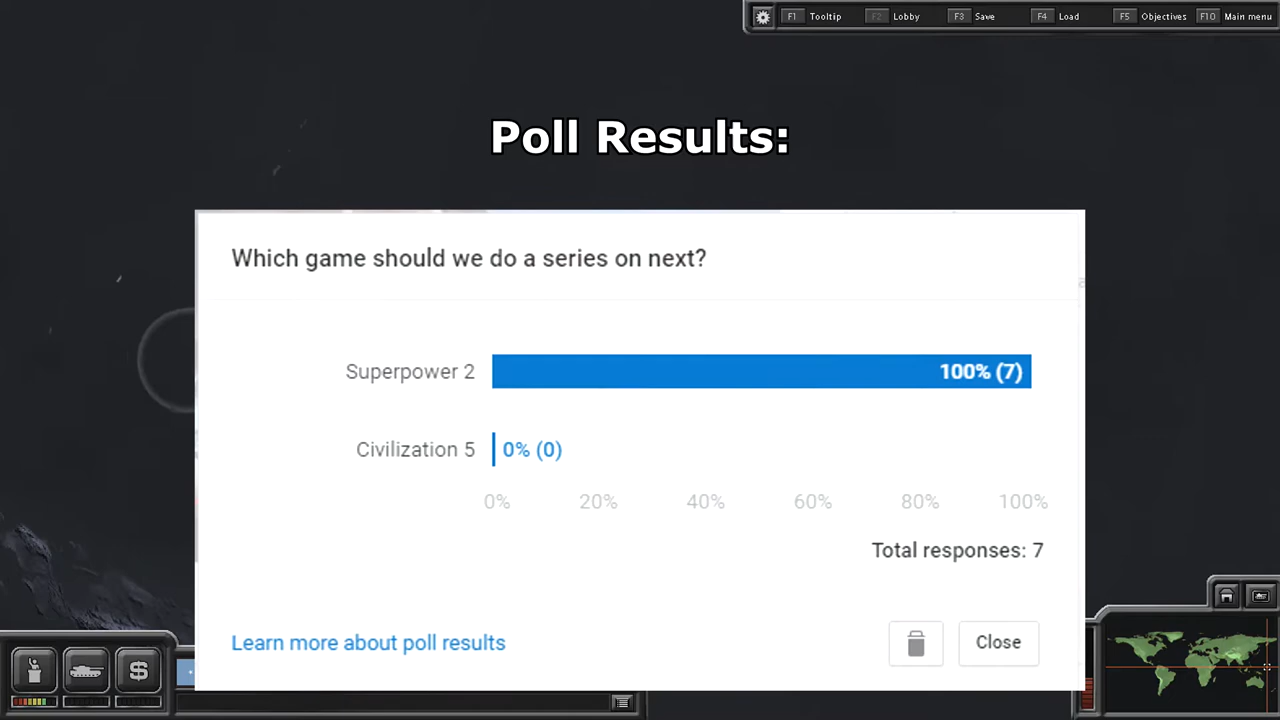 F1 Tooltip F2 Lobby F3 Save F4 Load F5 Objectives F10 Main menu
Poll Results:
Which game should we do a series on next?
Superpower 2 100% (7)
Civilization 5 0% (0)
0% 20% 40% 60% 80% 100%
Total responses: 7
Learn more about poll results Close
$